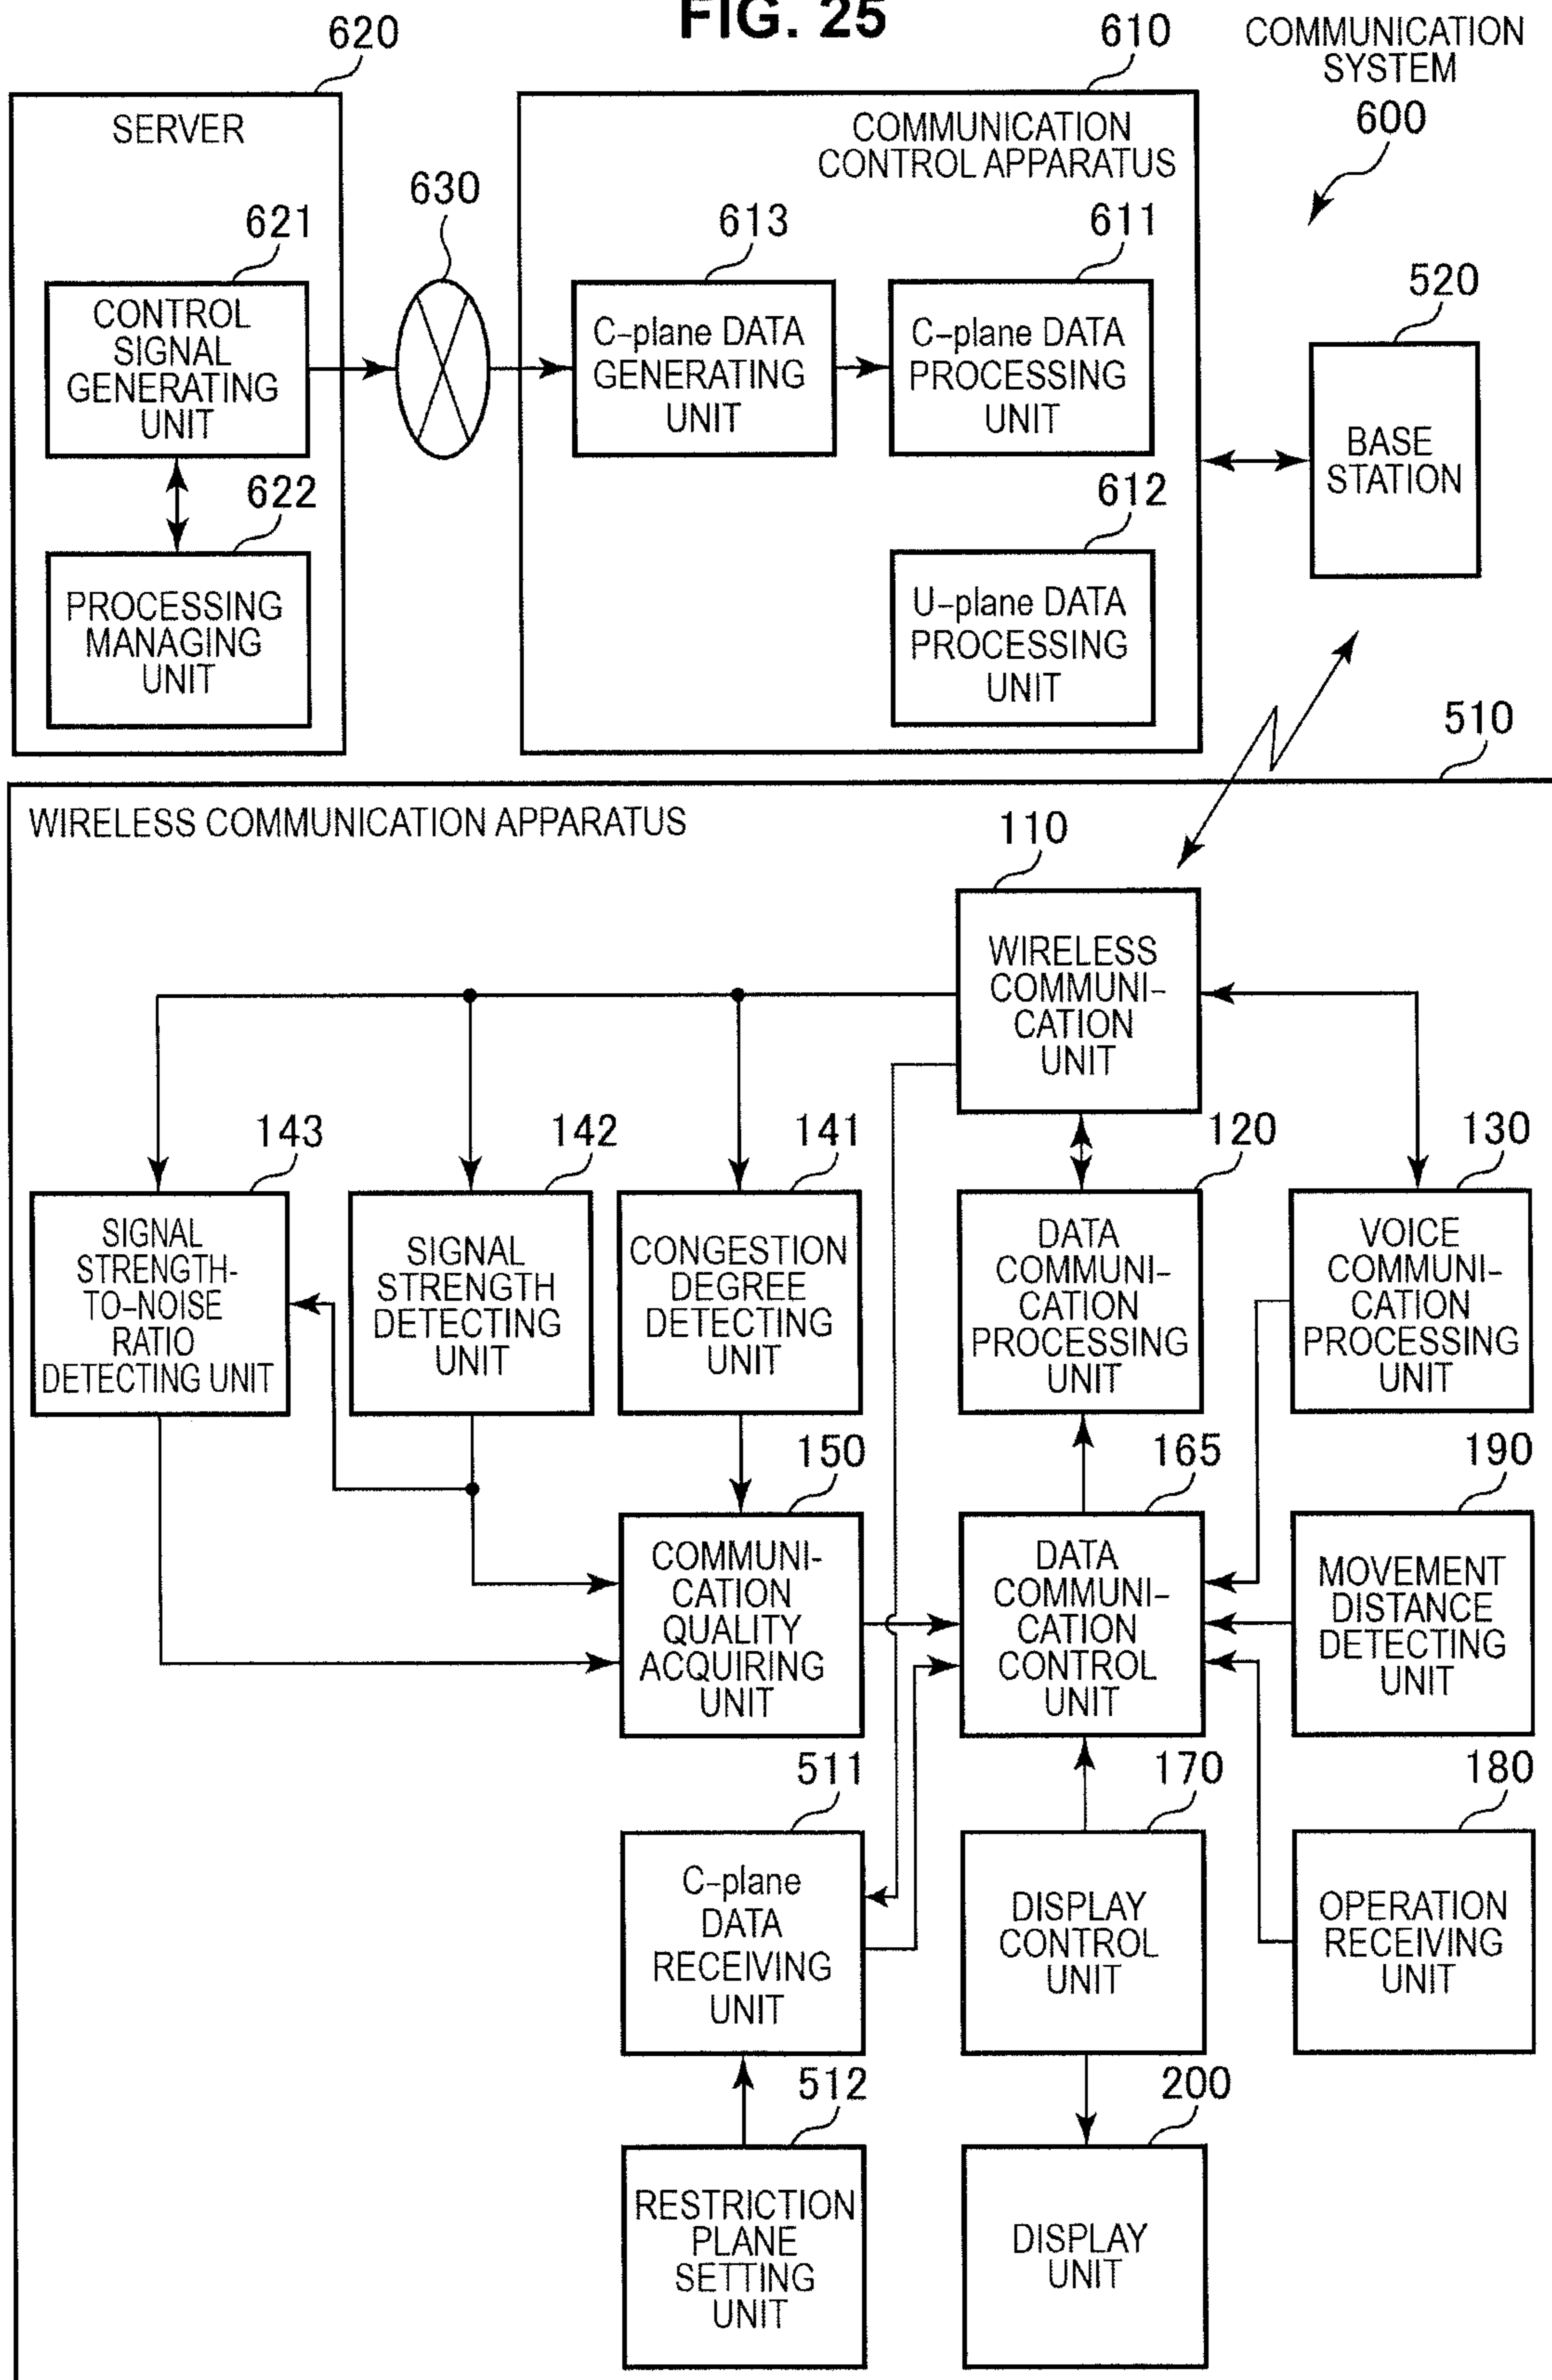 FIG. 25
COMMUNICATION
SYSTEM
600
620
SERVER
621
CONTROL
SIGNAL
GENERATING
UNIT
622
PROCESSING
MANAGING
UNIT
630
610
COMMUNICATION
CONTROL APPARATUS
613
C-plane DATA
GENERATING
UNIT
611
C-plane DATA
PROCESSING
UNIT
612
U-plane DATA
PROCESSING
UNIT
520
BASE
STATION
510
WIRELESS COMMUNICATION APPARATUS
110
WIRELESS
COMMUNI-
CATION
UNIT
143
SIGNAL
STRENGTH-
TO-NOISE
RATIO
DETECTING UNIT
142
SIGNAL
STRENGTH
DETECTING
UNIT
141
CONGESTION
DEGREE
DETECTING
UNIT
120
DATA
COMMUNI-
CATION
PROCESSING
UNIT
130
VOICE
COMMUNI-
CATION
PROCESSING
UNIT
150
COMMUNI-
CATION
QUALITY
ACQUIRING
UNIT
165
DATA
COMMUNI-
CATION
CONTROL
UNIT
190
MOVEMENT
DISTANCE
DETECTING
UNIT
511
C-plane
DATA
RECEIVING
UNIT
170
DISPLAY
CONTROL
UNIT
180
OPERATION
RECEIVING
UNIT
512
RESTRICTION
PLANE
SETTING
UNIT
200
DISPLAY
UNIT